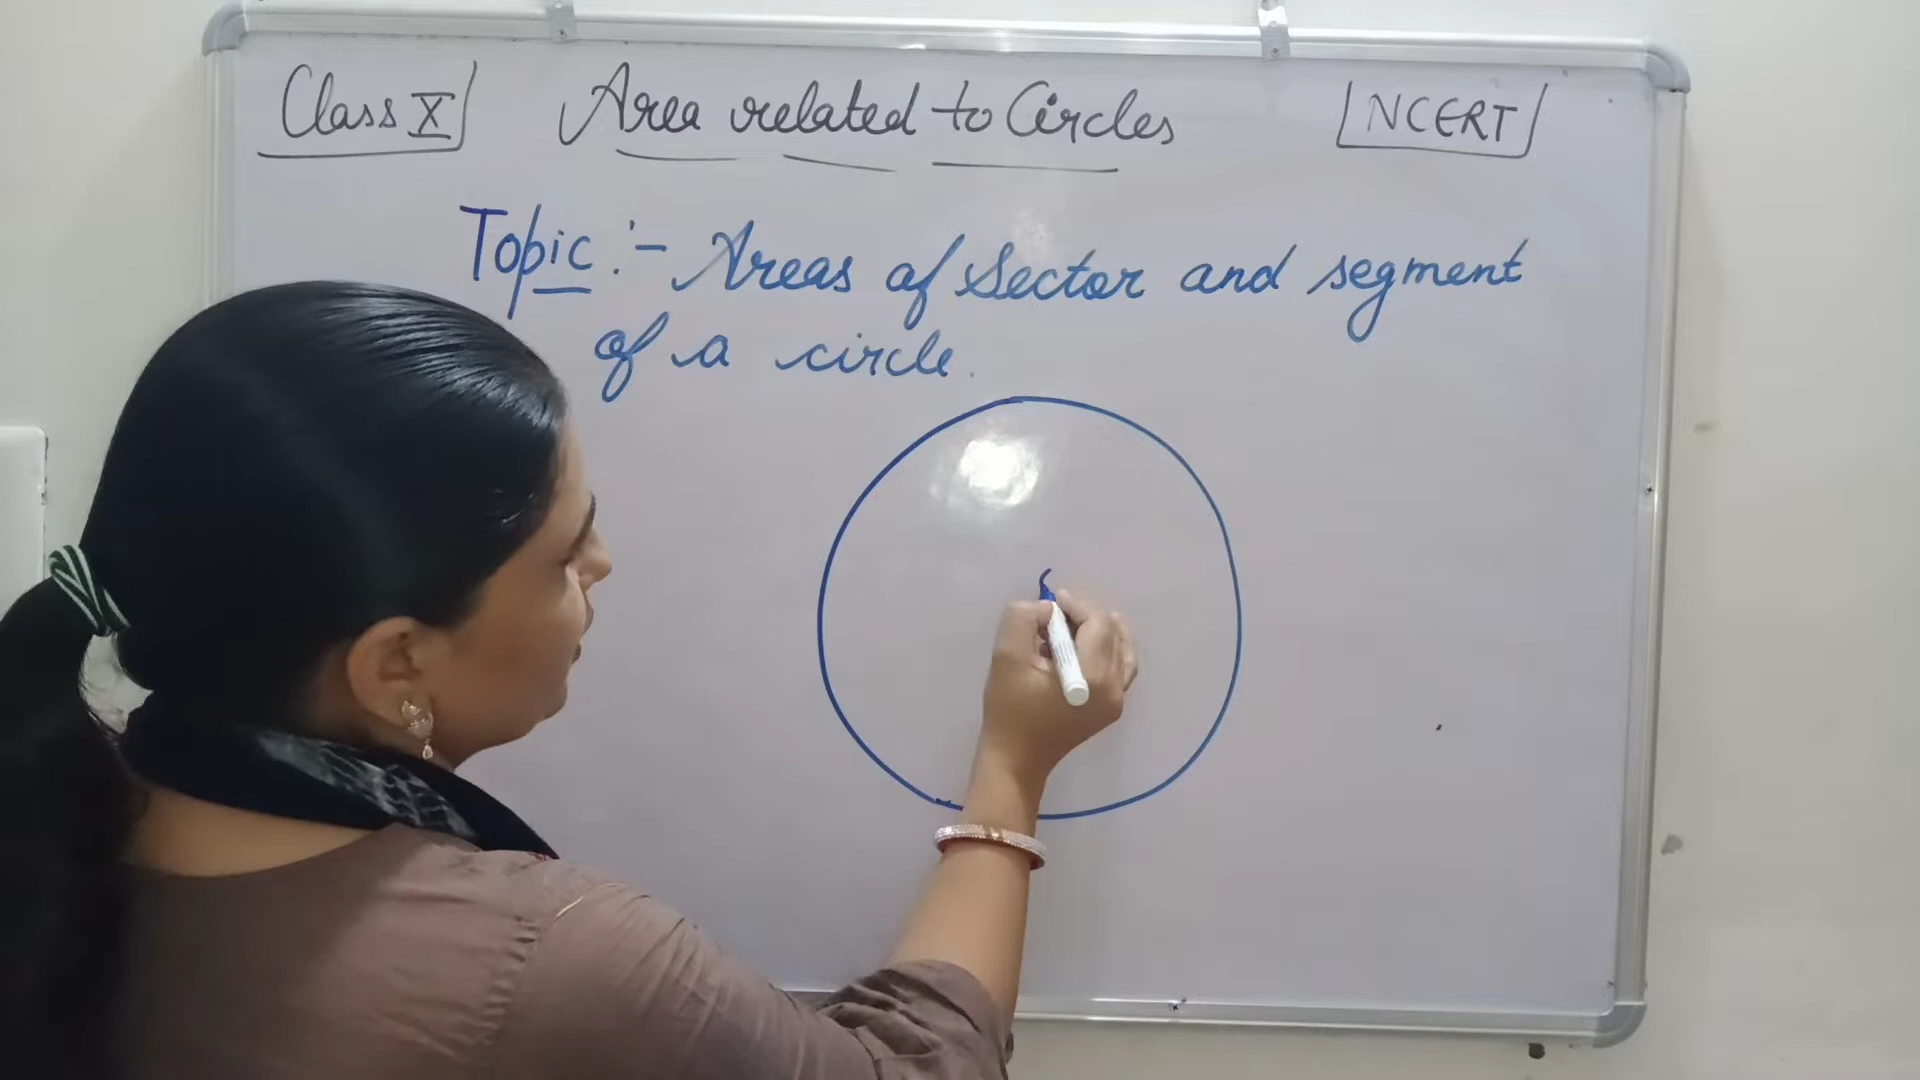 Class X
Area related to Circles
NCERT
Topic :- Areas of Sector and segment
of a circle.